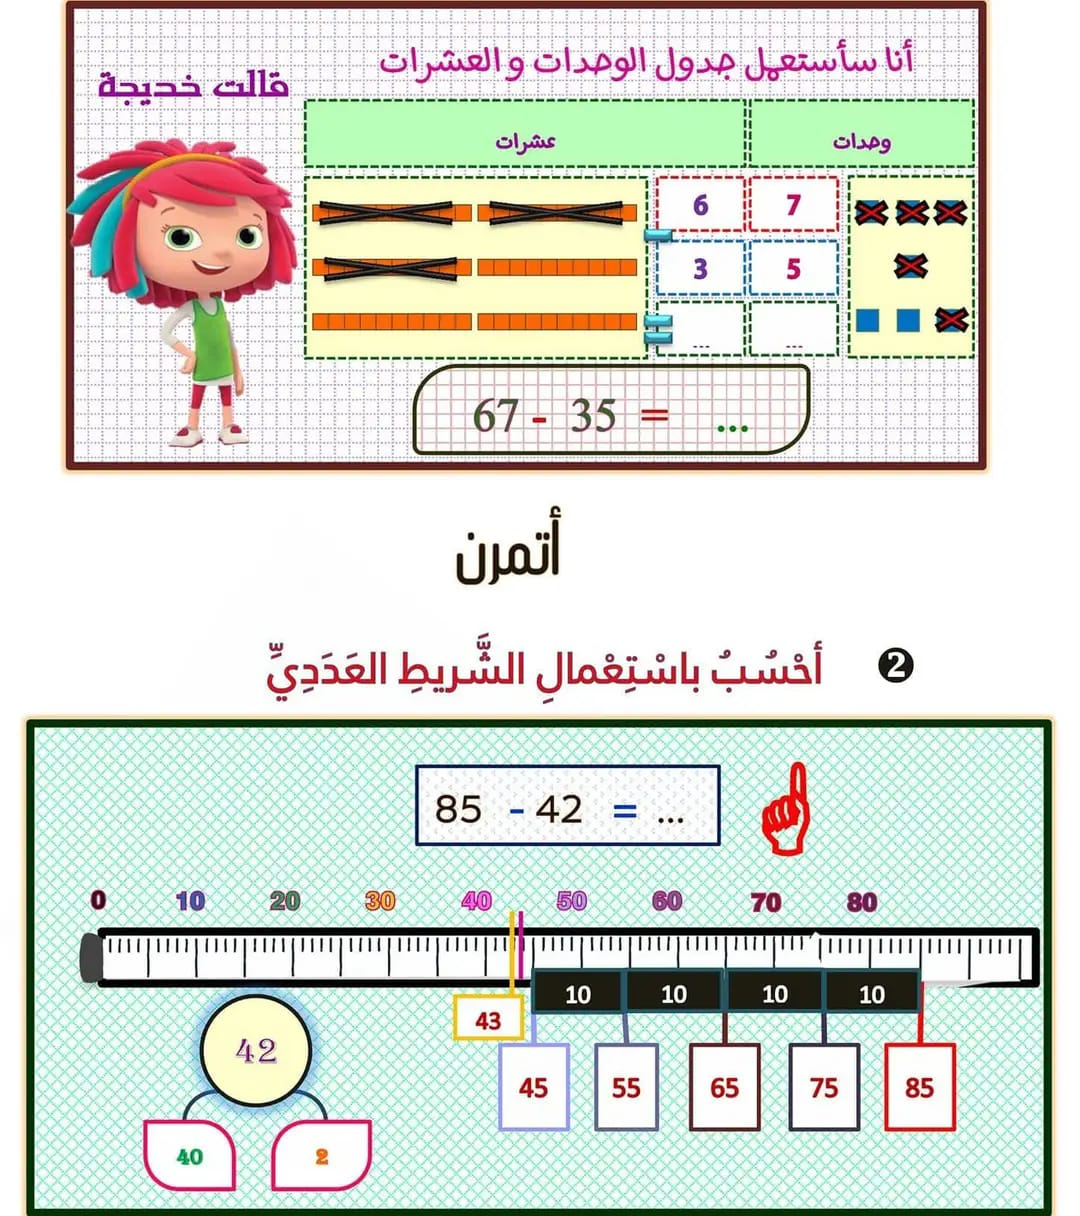 أنا سأستعمل جدول الوحدات و العشرات
قالت خديجة
وحدات
عشرات
6 7
3 5
... ...
67 - 35 = ...
أتمرن
❷ أحْسُبُ باسْتِعْمالِ الشَّريطِ العَدَدِيِّ
85 - 42 = ...
0 10 20 30 40 50 60 70 80
10 10 10 10
43
45 55 65 75 85
42
40 2